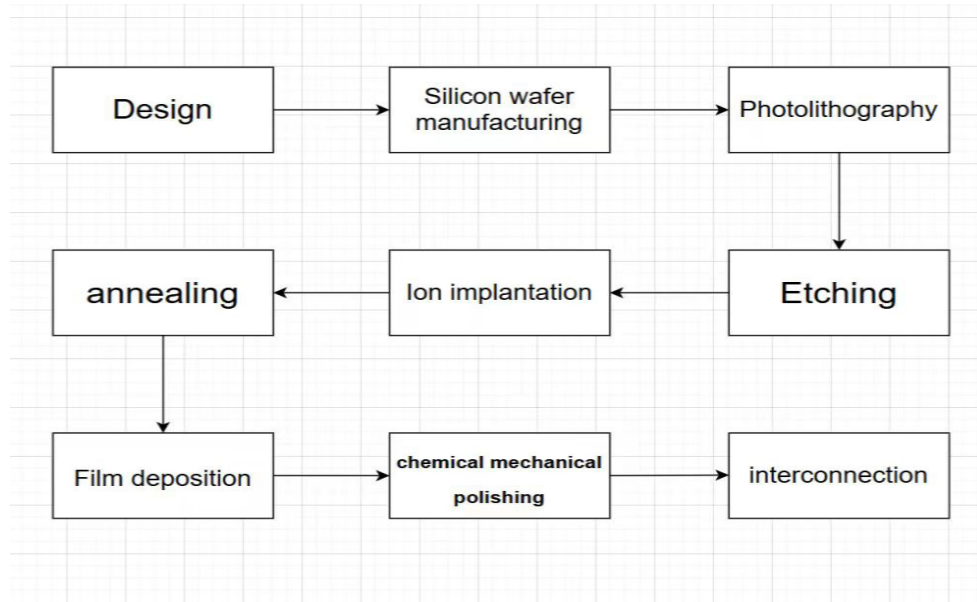 Design
Silicon wafer
manufacturing
Photolithography
Etching
Ion implantation
annealing
Film deposition
chemical mechanical
polishing
interconnection